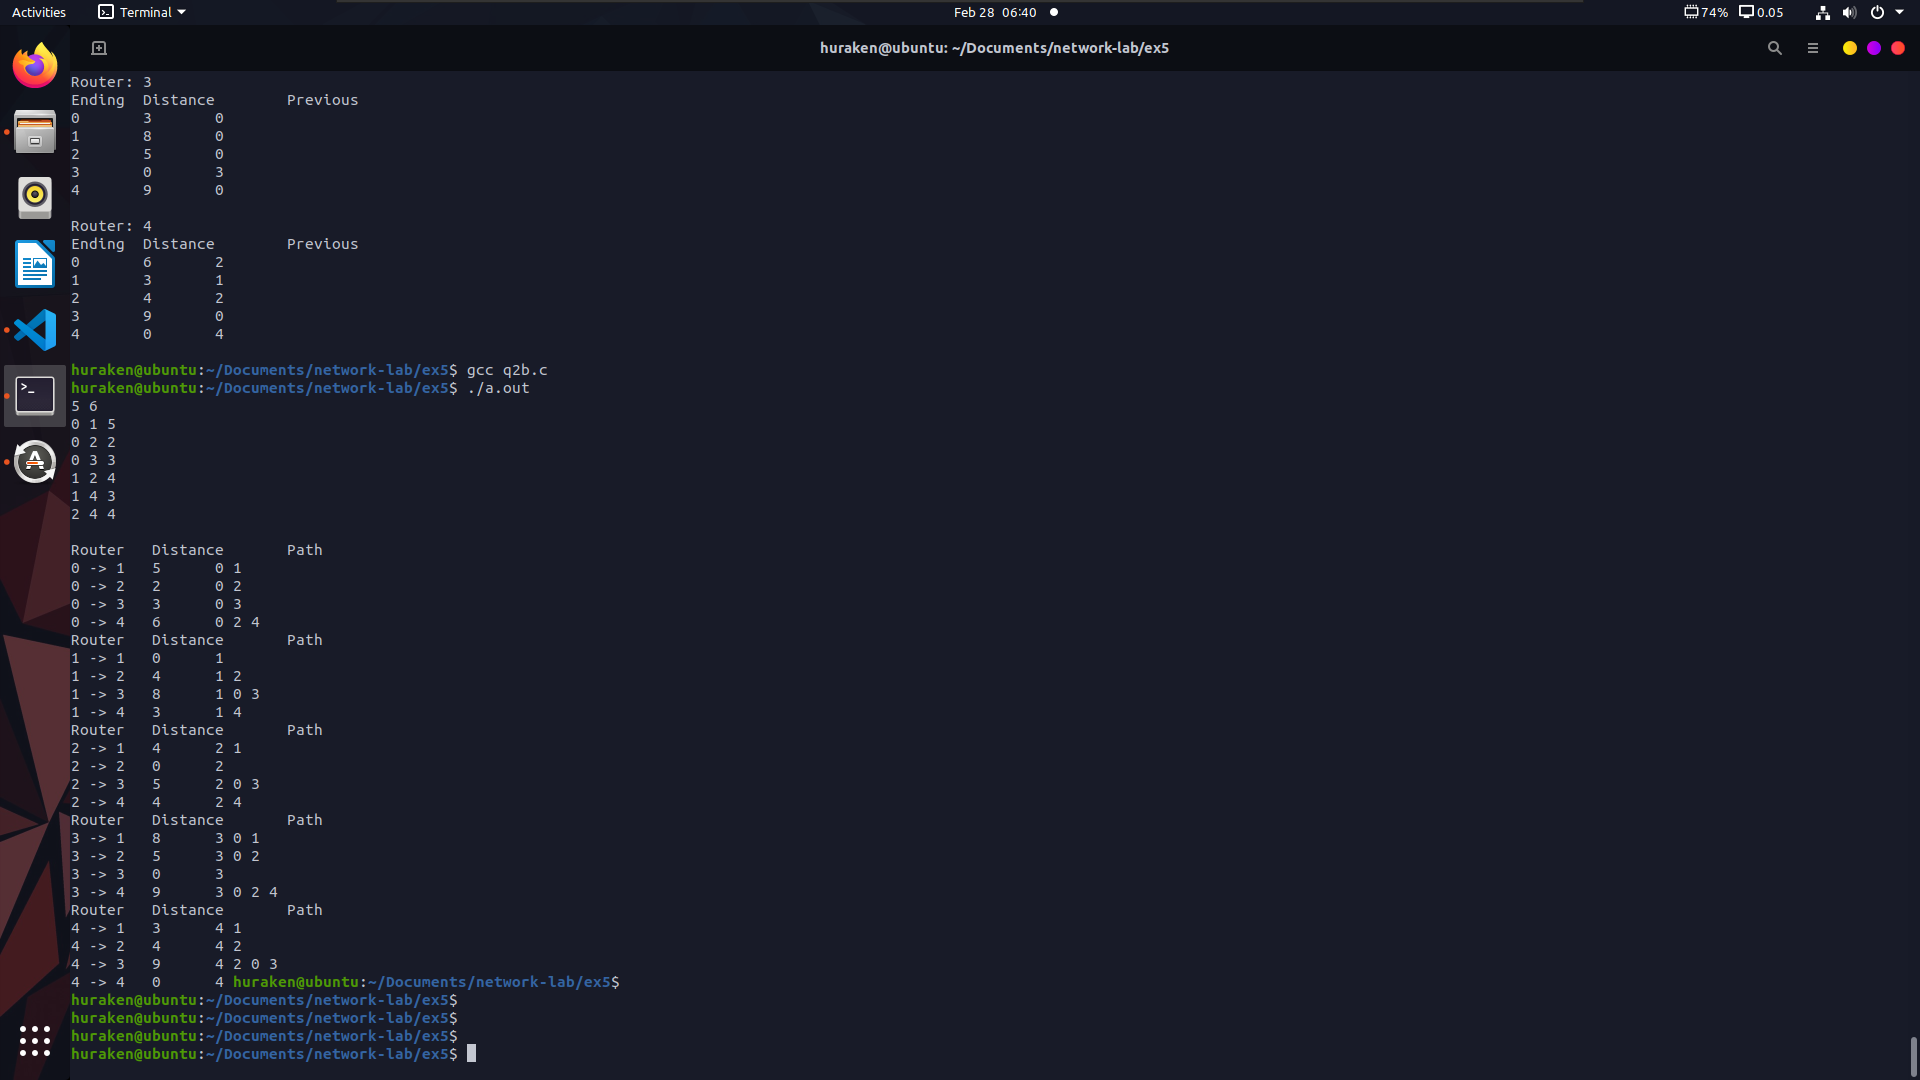 Activities Terminal Feb 28 06:40 74% 0.05
huraken@ubuntu: ~/Documents/network-lab/ex5
Router: 3
Ending Distance Previous
0 3 0
1 8 0
2 5 0
3 0 3
4 9 0
Router: 4
Ending Distance Previous
0 6 2
1 3 1
2 4 2
3 9 0
4 0 4
huraken@ubuntu:~/Documents/network-lab/ex5$ gcc q2b.c
huraken@ubuntu:~/Documents/network-lab/ex5$ ./a.out
5 6
0 1 5
0 2 2
0 3 3
1 2 4
1 4 3
2 4 4
Router Distance Path
0 -> 1 5 0 1
0 -> 2 2 0 2
0 -> 3 3 0 3
0 -> 4 6 0 2 4
Router Distance Path
1 -> 1 0 1
1 -> 2 4 1 2
1 -> 3 8 1 0 3
1 -> 4 3 1 4
Router Distance Path
2 -> 1 4 2 1
2 -> 2 0 2
2 -> 3 5 2 0 3
2 -> 4 4 2 4
Router Distance Path
3 -> 1 8 3 0 1
3 -> 2 5 3 0 2
3 -> 3 0 3
3 -> 4 9 3 0 2 4
Router Distance Path
4 -> 1 3 4 1
4 -> 2 4 4 2
4 -> 3 9 4 2 0 3
4 -> 4 0 4 huraken@ubuntu:~/Documents/network-lab/ex5$
huraken@ubuntu:~/Documents/network-lab/ex5$
huraken@ubuntu:~/Documents/network-lab/ex5$
huraken@ubuntu:~/Documents/network-lab/ex5$
huraken@ubuntu:~/Documents/network-lab/ex5$